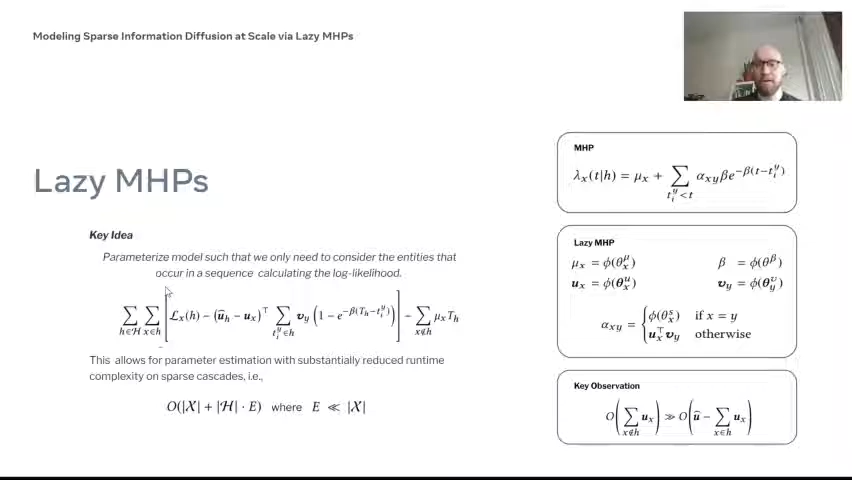 Modeling Sparse Information Diffusion at Scale via Lazy MHPs
Lazy MHPs
Key Idea
Parameterize model such that we only need to consider the entities that
occur in a sequence calculating the log-likelihood.
∑_{h∈𝓗} ∑_{x∈h} [ 𝓛_x(h) − (û_h − u_x)^⊤ ∑_{t_i^y∈h} v_y (1 − e^{−β(T_h−t_i^y)}) ] − ∑_{x∉h} μ_x T_h
This allows for parameter estimation with substantially reduced runtime
complexity on sparse cascades, i.e.,
O(|X| + |𝓗| · E) where E ≪ |X|
MHP
λ_x(t|h) = μ_x + ∑_{t_i^y<t} α_{xy} β e^{−β(t−t_i^y)}
Lazy MHP
μ_x = ϕ(θ_x^μ) β = ϕ(θ^β)
u_x = ϕ(θ_x^u) v_y = ϕ(θ_y^v)
α_{xy} = { ϕ(θ_x^s) if x = y
u_x^⊤ v_y otherwise
Key Observation
O( ∑_{x∉h} u_x ) ≫ O( û − ∑_{x∈h} u_x )